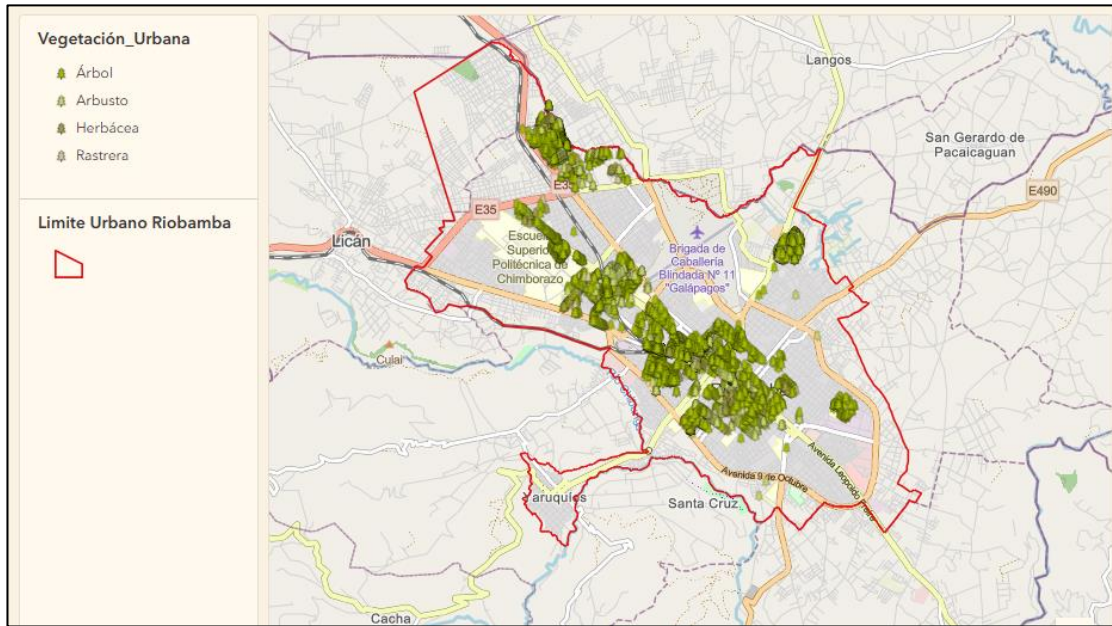 Vegetación_Urbana
Árbol
Arbusto
Herbácea
Rastrera
Limite Urbano Riobamba
Langos
San Gerardo de
Pacaicaguan
E490
E35
E35
Licán
Escuela
Superior
Politécnica de
Chimborazo
Brigada de
Caballería
Blindada Nº 11
"Galápagos"
Culai
Avenida Leopoldo Freire
Avenida 9 de Octubre
Yaruquíes
Santa Cruz
Cacha